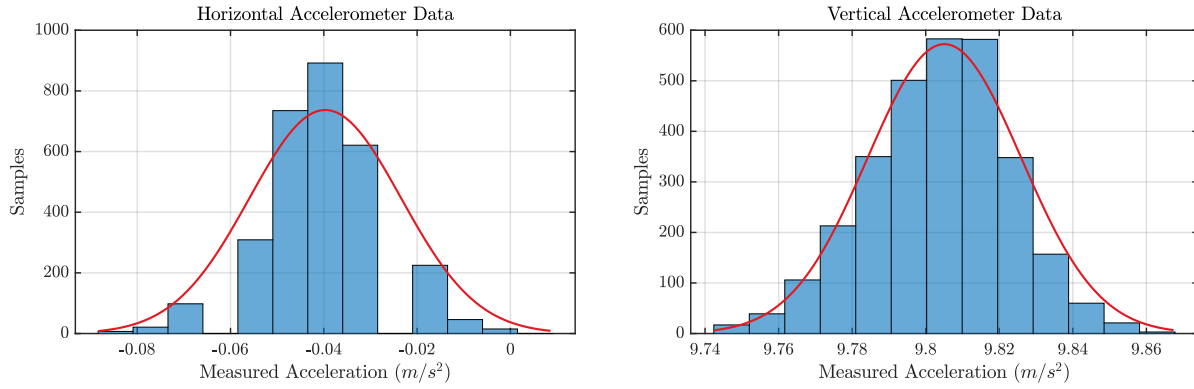 Horizontal Accelerometer Data
1000
800
600
400
200
0
Samples
-0.08 -0.06 -0.04 -0.02 0
Measured Acceleration (m/s²)
Vertical Accelerometer Data
600
500
400
300
200
100
0
Samples
9.74 9.76 9.78 9.8 9.82 9.84 9.86
Measured Acceleration (m/s²)